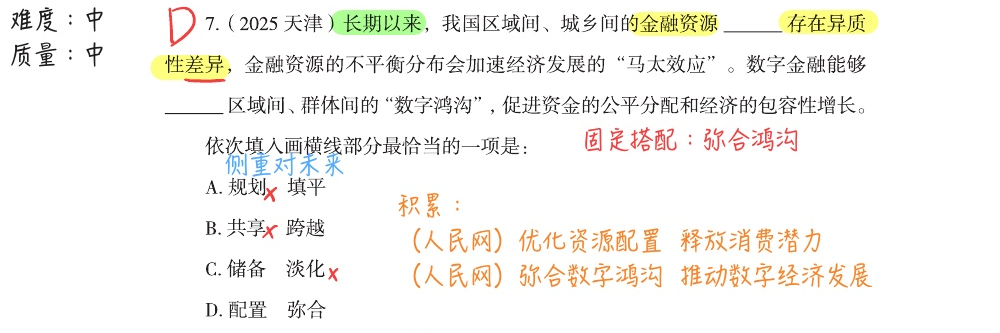 难度：中
质量：中
D 7.（2025 天津）长期以来，我国区域间、城乡间的金融资源 ______ 存在异质
性差异，金融资源的不平衡分布会加速经济发展的“马太效应”。数字金融能够
______ 区域间、群体间的“数字鸿沟”，促进资金的公平分配和经济的包容性增长。
依次填入画横线部分最恰当的一项是：
固定搭配：弥合鸿沟
侧重对未来
A. 规划× 填平
积累：
B. 共享× 跨越
（人民网）优化资源配置 释放消费潜力
C. 储备 淡化×
（人民网）弥合数字鸿沟 推动数字经济发展
D. 配置 弥合